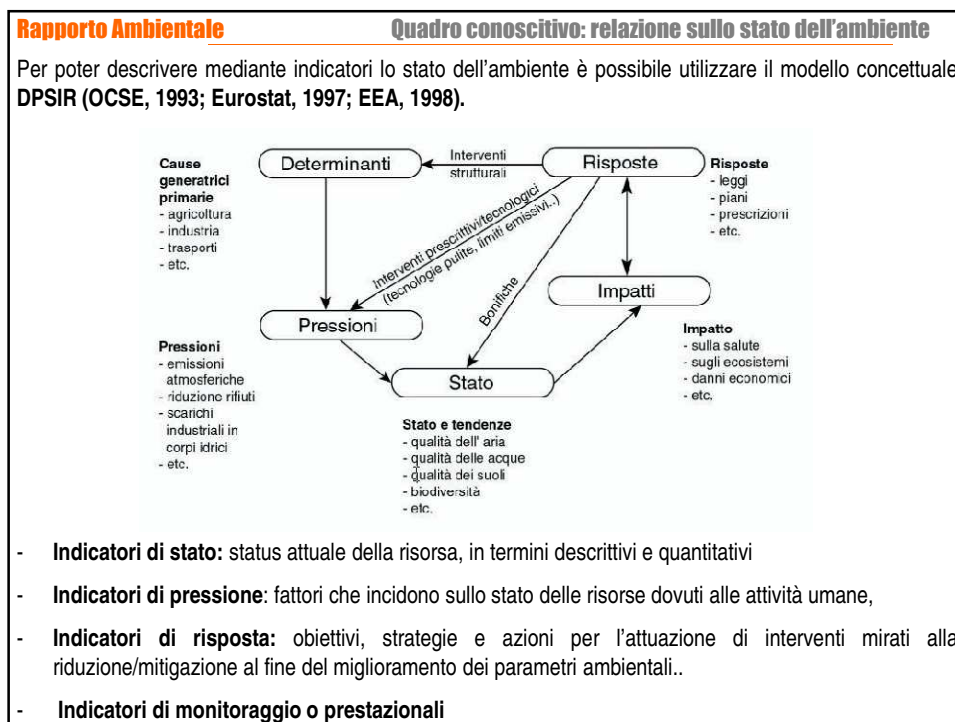 Rapporto Ambientale Quadro conoscitivo: relazione sullo stato dell'ambiente
Per poter descrivere mediante indicatori lo stato dell'ambiente è possibile utilizzare il modello concettuale
DPSIR (OCSE, 1993; Eurostat, 1997; EEA, 1998).
Cause
generatrici
primarie
- agricoltura
- industria
- trasporti
- etc.
Determinanti
Interventi
strutturali
Risposte
Risposte
- leggi
- piani
- prescrizioni
- etc.
Interventi prescrittivi/tecnologici
(tecnologie pulite, limiti emissivi..)
Bonifiche
Impatti
Pressioni
Impatto
- sulla salute
- sugli ecosistemi
- danni economici
- etc.
Pressioni
- emissioni
atmosferiche
- riduzione rifiuti
- scarichi
industriali in
corpi idrici
- etc.
Stato
Stato e tendenze
- qualità dell' aria
- qualità delle acque
- qualità dei suoli
- biodiversità
- etc.
- Indicatori di stato: status attuale della risorsa, in termini descrittivi e quantitativi
- Indicatori di pressione: fattori che incidono sullo stato delle risorse dovuti alle attività umane,
- Indicatori di risposta: obiettivi, strategie e azioni per l'attuazione di interventi mirati alla
riduzione/mitigazione al fine del miglioramento dei parametri ambientali..
- Indicatori di monitoraggio o prestazionali